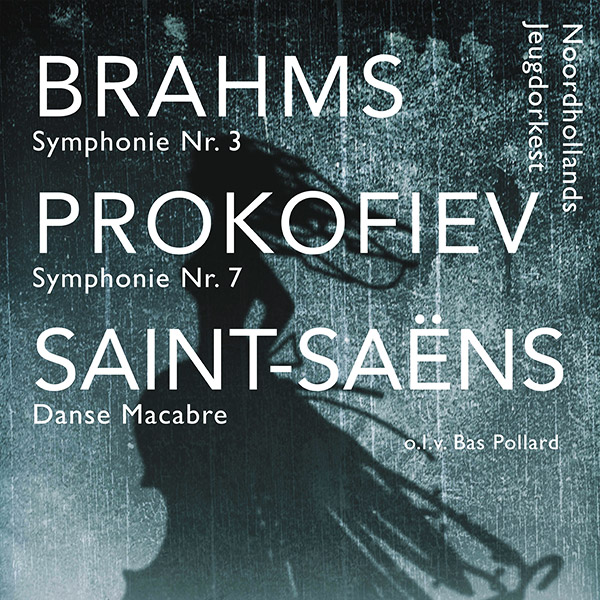 BRAHMS
Symphonie Nr. 3
PROKOFIEV
Symphonie Nr. 7
SAINT-SAËNS
Danse Macabre
o.l.v. Bas Pollard
Noordhollands
Jeugdorkest